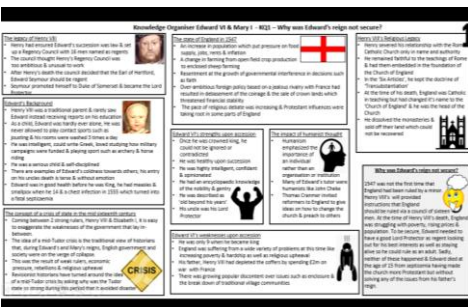 Knowledge Organiser Edward VI & Mary I - KQ1 – Why was Edward's reign not secure?
The legacy of Henry VIII
Henry had ensured Edward's succession was law & set
up a Regency Council with 16 men named as regents
The council thought Henry's Regency Council was
too ambitious & unusual to work
After Henry's death the council decided that the Earl of Hertford,
Edward Seymour should be regent
Seymour promoted himself to Duke of Somerset & became the Lord
Protector
Edward's Background
Henry VIII was a traditional parent & rarely saw
Edward instead receiving reports on his education
As a child, Edward was hardly ever alone. He was
never allowed to play contact sports such as
jousting & his rooms were washed 3 times a day.
He was intelligent, could write Greek, loved studying how military
campaigns were fought & playing sport such as archery & horse
riding
He was a serious child & self-disciplined
There are examples of Edward's coldness towards others, his entry
on his uncles death is tense & without emotion
Edward was in good health before he was King, he had measles &
smallpox when he 14 & a chest infection in 1553 which turned into
a fatal septicaemia
The concept of a crisis of state in the mid sixteenth century
Coming between 2 strong rulers, Henry VIII & Elizabeth I, it is easy
to exaggerate the weaknesses of the government that lay in-
between.
The idea of a mid-Tudor crisis is the traditional view of historians
that, during Edward's and Mary's reigns, English government and
society were on the verge of collapse
This was the result of weak rulers, economic
pressure, rebellions & religious upheaval
Revisionist historians have turned around the idea
of a mid-Tudor crisis by asking why was the Tudor
state so strong during this period that it avoided disaster
CRISIS
The state of England in 1547
An increase in population which put pressure on food
supply, jobs, rents & inflation
A change in farming from open field crop production
to enclosed sheep farming
Resentment at the growth of governmental interference in decisions such
as faith
Over-ambitious foreign policy based on a jealous rivalry with France had
resulted in debasement of the coinage & the sale of crown lands which
threatened financial stability
The pace of religious debate was increasing & Protestant influences were
taking root in some parts of England
Edward VI's strengths upon accession
Once he was crowned king, he
could not be ignored or
contradicted
He was healthy upon succession
He was highly intelligent, confident
& opinionated
He had an encyclopaedic knowledge
of the nobility & gentry
He was described as
'old beyond his years'
His uncle was his Lord
Protector
The impact of humanist thought
Humanism
emphasised the
importance of
an individual
rather than an
organisation or institution
Many of Edward's tutors were
humanists like John Cheke
Thomas Cranmer invited
reformers to England to give
ideas on how to change the
church & preach to others
Edward VI's weaknesses upon accession
He was only 9 when he became king
England was suffering from a wide variety of problems at this time like
increasing poverty & hardship as well as religious upheaval
Henry VIII had depleted the coffers by spending £2m on
war with France
There was growing popular discontent over issues such as enclosure &
the break down of traditional village communities
Henry VIII's Religious Legacy
Henry severed his relationship with the Roman
Catholic Church only in name and authority
He remained faithful to the teachings of Rome
& had them embedded in the foundation of
the Church of England
In the 'Six Articles', he kept the doctrine of
'Transubstantiation'
At the time of his death, England was Catholic
in teaching but had changed it's name to the
'Church of England' & he was the head of the
Church
He dissolved the monasteries &
sold off their land which could
not be recovered
Why was Edward's reign not secure?
1547 was not the first time that
England had been ruled by a minor.
Henry VIII's will provided
instructions that England
should be ruled via a council of sixteen
men. At the time of Henry's death, England
was struggling with poverty, rising prices &
population. To be secure, Edward needed to
have a good Lord Protector as regent looking
out for his best interests as well as staying
alive so he could rule as an adult. Sadly,
neither of these happened & Edward died at
the age of 15 from septicaemia having made
the church more Protestant but without
solving any of the issues from his father's
reign.